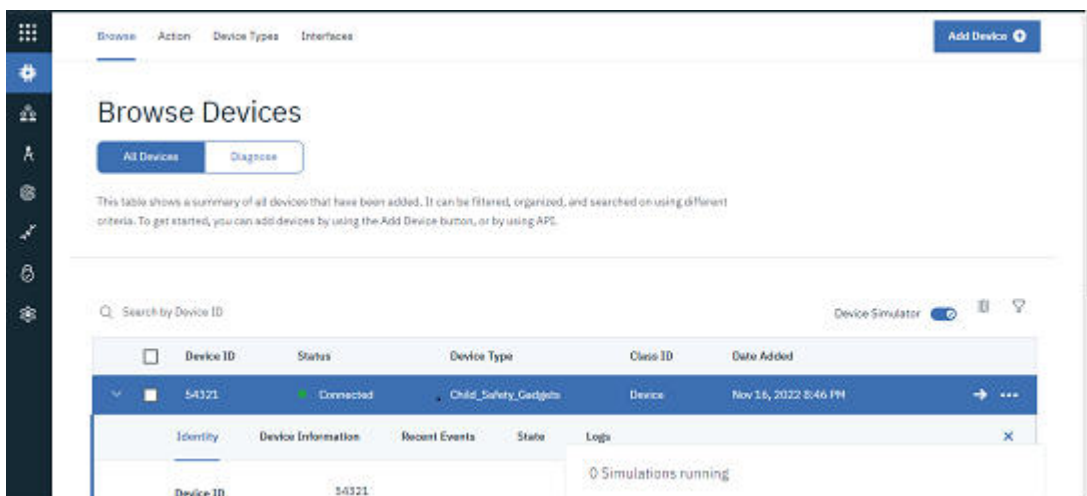 Browse Action Device Types Interfaces
Add Device
Browse Devices
All Devices Diagnose
This table shows a summary of all devices that have been added. It can be filtered, organized, and searched on using different
criteria. To get started, you can add devices by using the Add Device button, or by using API.
Search by Device ID
Device Simulator
Device ID Status Device Type Class ID Date Added
54321 Connected Child_Safety_Gadgets Device Nov 16, 2022 8:46 PM
Identity Device Information Recent Events State Logs
0 Simulations running
Device ID 54321